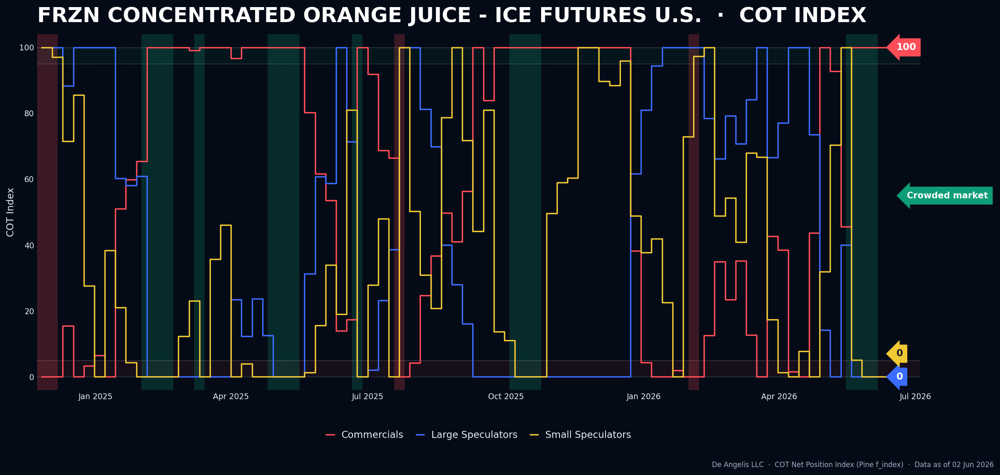 FRZN CONCENTRATED ORANGE JUICE - ICE FUTURES U.S. · COT INDEX
100
80
60
40
20
0
COT Index
100
Crowded market
0
0
Jan 2025
Apr 2025
Jul 2025
Oct 2025
Jan 2026
Apr 2026
Jul 2026
Commercials
Large Speculators
Small Speculators
De Angelis LLC · COT Net Position Index (Pine f_index) · Data as of 02 Jun 2026